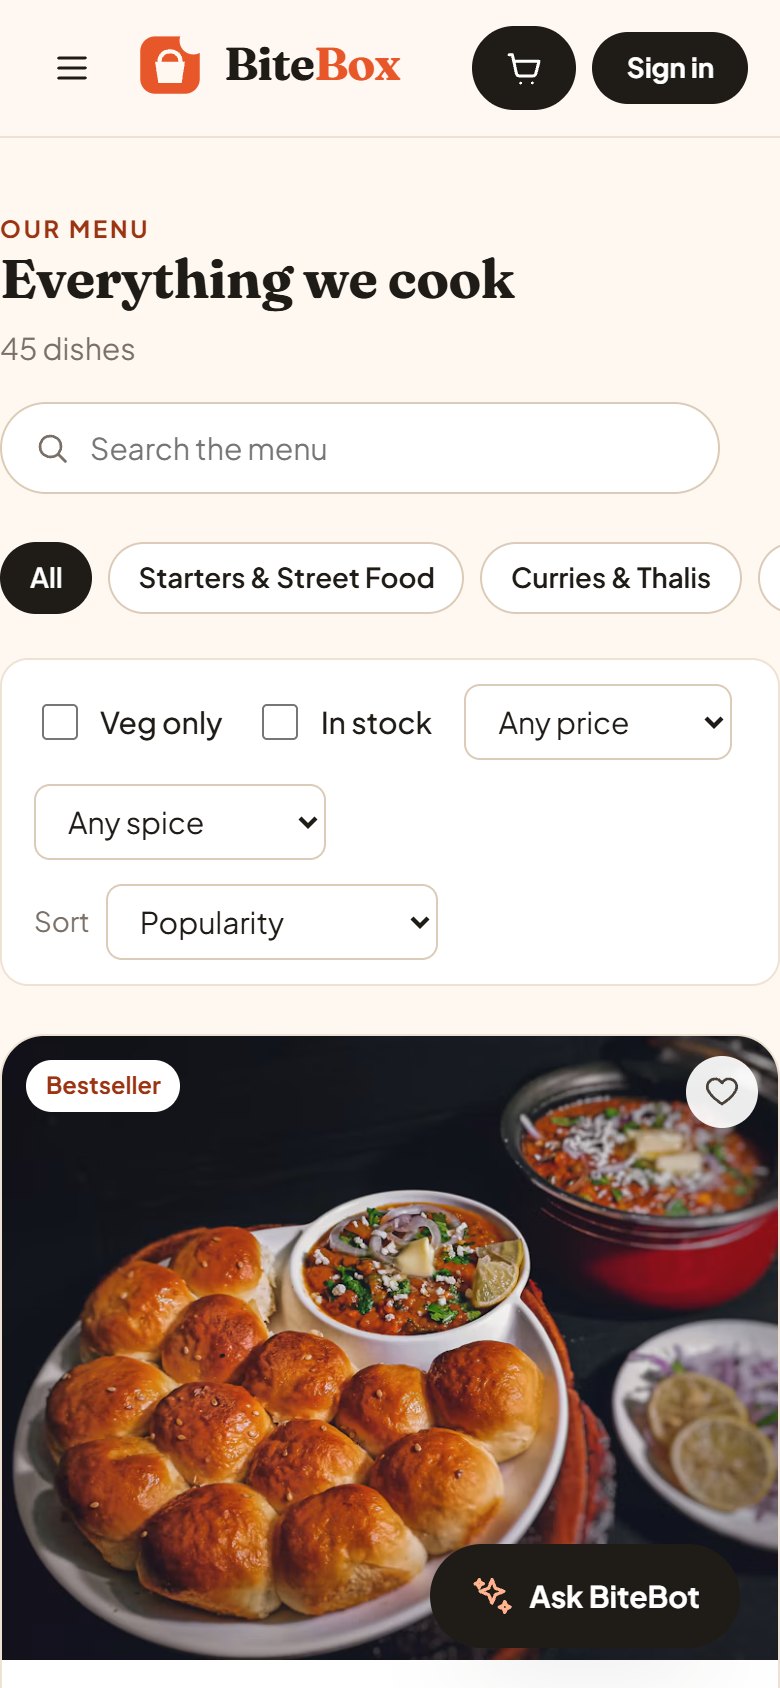 BiteBox
Sign in
OUR MENU
Everything we cook
45 dishes
Search the menu
All
Starters & Street Food
Curries & Thalis
Veg only
In stock
Any price
Any spice
Sort
Popularity
Bestseller
Ask BiteBot